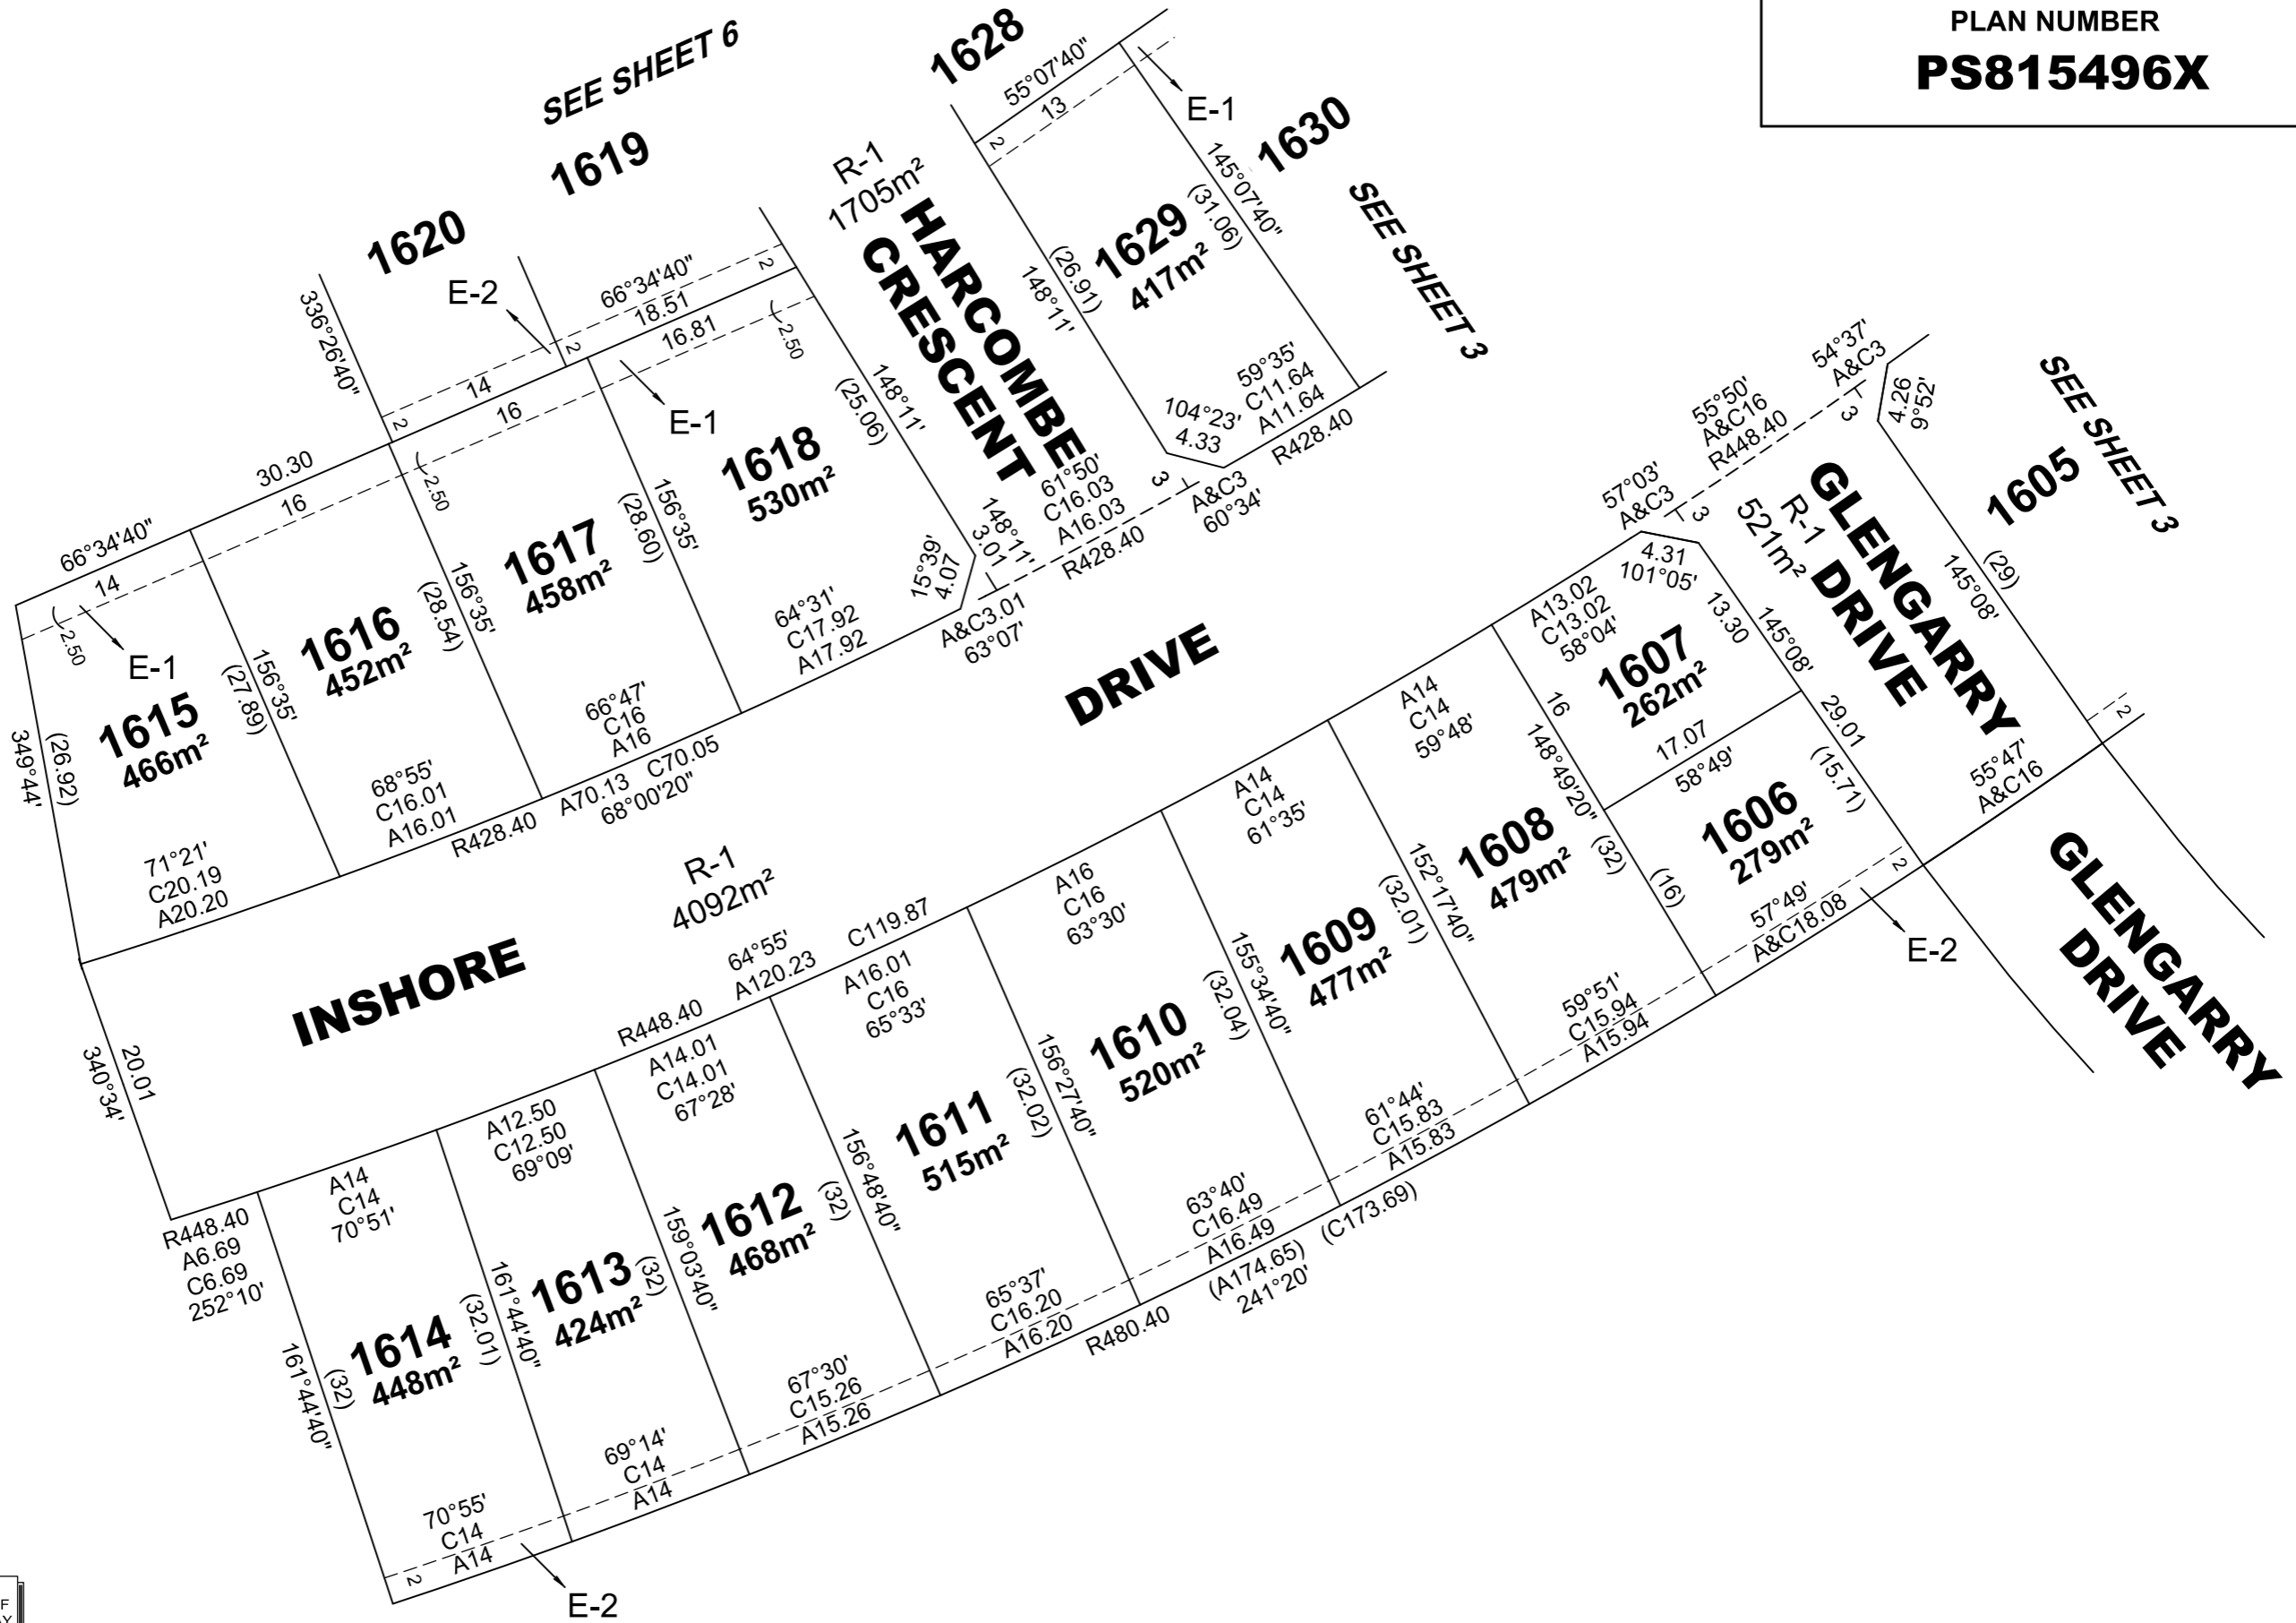 PLAN NUMBER
PS815496X
SEE SHEET 6
1619
1620
1628
R-1
1705m²
HARCOMBE
CRESCENT
55°07'40"
13
2
E-1
1630
SEE SHEET 3
145°07'40"
(31.06)
1629
417m²
(26.91)
148°11'
59°35'
C11.64
A11.64
R428.40
104°23'
4.33
336°26'40"
E-2
66°34'40"
18.51
2
2
14
2
16.81
2.50
16
E-1
30.30
16
2.50
66°34'40"
14
2.50
E-1
1618
530m²
148°11'
(25.06)
156°35'
(28.60)
64°31'
C17.92
A17.92
15°39'
4.07
148°11'
3.01
61°50'
C16.03
A16.03
R428.40
3
A&C3
60°34'
A&C3.01
63°07'
1617
458m²
156°35'
(28.54)
66°47'
C16
A16
1616
452m²
156°35'
(27.89)
68°55'
C16.01
A16.01
1615
466m²
349°44'
(26.92)
71°21'
C20.19
A20.20
R428.40
A70.13
C70.05
68°00'20"
DRIVE
R-1
4092m²
INSHORE
20.01
340°34'
54°37'
A&C3
3
55°50'
A&C16
R448.40
57°03'
A&C3
3
4.26
9°52'
1605
SEE SHEET 3
(29)
145°08'
GLENGARRY
DRIVE
R-1
521m²
4.31
101°05'
A13.02
C13.02
58°04'
1607
262m²
13.30
145°08'
29.01
16
148°49'20"
(32)
17.07
58°49'
(15.71)
1606
279m²
(16)
57°49'
A&C18.08
2
E-2
55°47'
A&C16
2
GLENGARRY
DRIVE
A14
C14
59°48'
1608
479m²
152°17'40"
(32.01)
59°51'
C15.94
A15.94
A14
C14
61°35'
1609
477m²
155°34'40"
(32.04)
61°44'
C15.83
A15.83
A16
C16
63°30'
1610
520m²
156°27'40"
(32.02)
63°40'
C16.49
A16.49
C119.87
64°55'
A120.23
R448.40
A16.01
C16
65°33'
1611
515m²
156°48'40"
(32)
65°37'
C16.20
A16.20
R480.40
(A174.65)
241°20'
(C173.69)
A14.01
C14.01
67°28'
1612
468m²
159°03'40"
(32)
67°30'
C15.26
A15.26
A12.50
C12.50
69°09'
1613
424m²
161°44'40"
(32.01)
69°14'
C14
A14
A14
C14
70°51'
1614
448m²
161°44'40"
(32)
70°55'
C14
A14
2
E-2
R448.40
A6.69
C6.69
252°10'